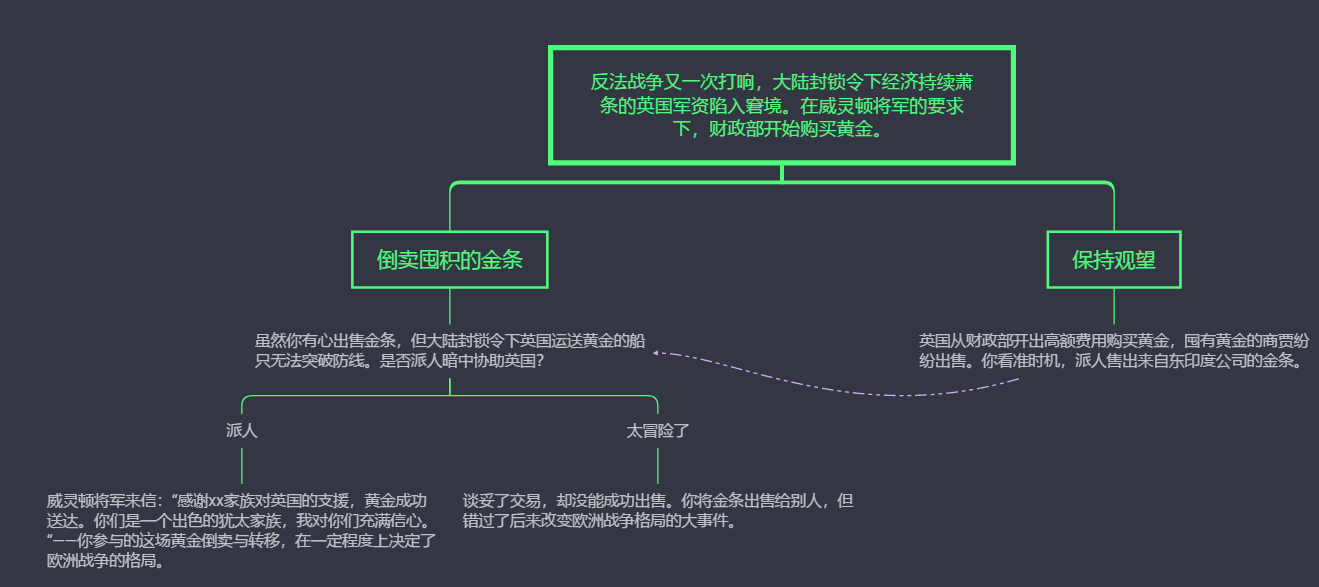 反法战争又一次打响，大陆封锁令下经济持续萧
条的英国军资陷入窘境。在威灵顿将军的要求
下，财政部开始购买黄金。
倒卖囤积的金条
保持观望
虽然你有心出售金条，但大陆封锁令下英国运送黄金的船
只无法突破防线。是否派人暗中协助英国？
英国从财政部开出高额费用购买黄金，囤有黄金的商贾纷
纷出售。你看准时机，派人售出来自东印度公司的金条。
派人
太冒险了
威灵顿将军来信：“感谢xx家族对英国的支援，黄金成功
送达。你们是一个出色的犹太家族，我对你们充满信心。
“——你参与的这场黄金倒卖与转移，在一定程度上决定了
欧洲战争的格局。
谈妥了交易，却没能成功出售。你将金条出售给别人，但
错过了后来改变欧洲战争格局的大事件。